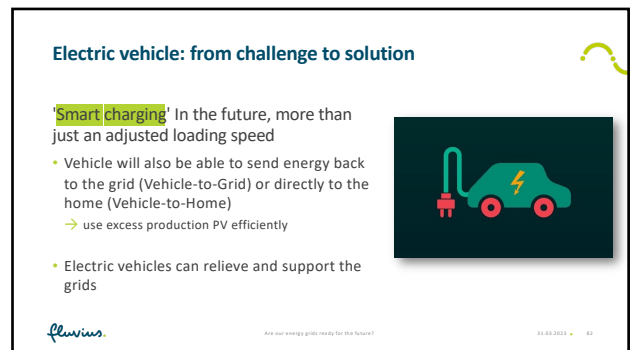 Electric vehicle: from challenge to solution
'Smart charging' In the future, more than
just an adjusted loading speed
• Vehicle will also be able to send energy back
to the grid (Vehicle-to-Grid) or directly to the
home (Vehicle-to-Home)
→ use excess production PV efficiently
• Electric vehicles can relieve and support the
grids
fluvius.
Are our energy grids ready for the future?
31.03.2023 • 82